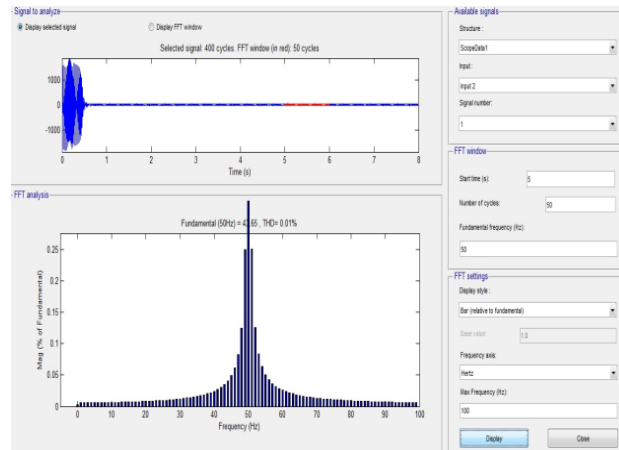 Signal to analyze
Display selected signal
Display FFT window
Selected signal: 400 cycles. FFT window (in red): 50 cycles
1000
0
-1000
0 1 2 3 4 5 6 7 8
Time (s)
FFT analysis
Fundamental (50Hz) = 4 .65 , THD= 0.01%
0.25
0.2
0.15
0.1
0.05
0
0 10 20 30 40 50 60 70 80 90 100
Frequency (Hz)
Mag (% of Fundamental)
Available signals
Structure :
ScopeData1
Input :
input 2
Signal number:
1
FFT window
Start time (s):
5
Number of cycles:
50
Fundamental frequency (Hz):
50
FFT settings
Display style :
Bar (relative to fundamental)
Base value:
1.0
Frequency axis:
Hertz
Max Frequency (Hz):
100
Display
Close